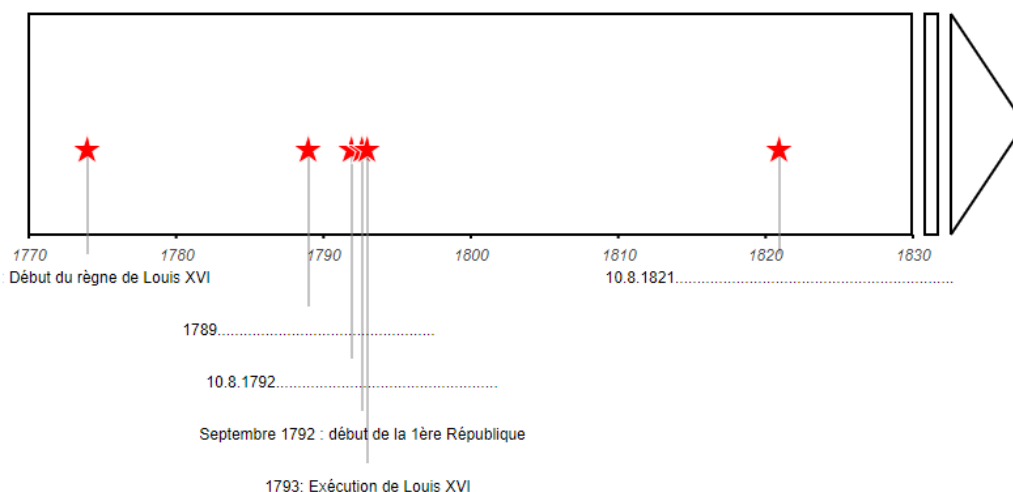 1770 1780 1790 1800 1810 1820 1830
Début du règne de Louis XVI
10.8.1821...............................................................
1789.................................................
10.8.1792..................................................
Septembre 1792 : début de la 1ère République
1793: Exécution de Louis XVI